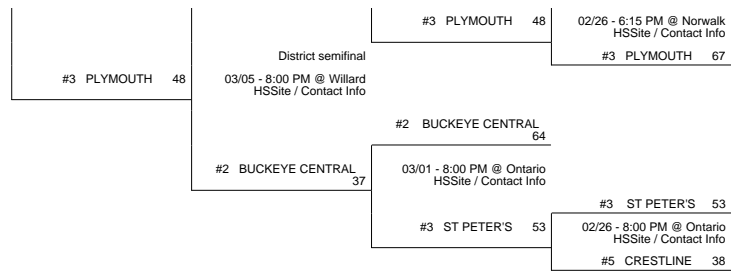 #3 PLYMOUTH 48
02/26 - 6:15 PM @ Norwalk
HSSite / Contact Info
#3 PLYMOUTH 67
District semifinal
#3 PLYMOUTH 48
03/05 - 8:00 PM @ Willard
HSSite / Contact Info
#2 BUCKEYE CENTRAL
64
#2 BUCKEYE CENTRAL
37
03/01 - 8:00 PM @ Ontario
HSSite / Contact Info
#3 ST PETER'S 53
#3 ST PETER'S 53
02/26 - 8:00 PM @ Ontario
HSSite / Contact Info
#5 CRESTLINE 38